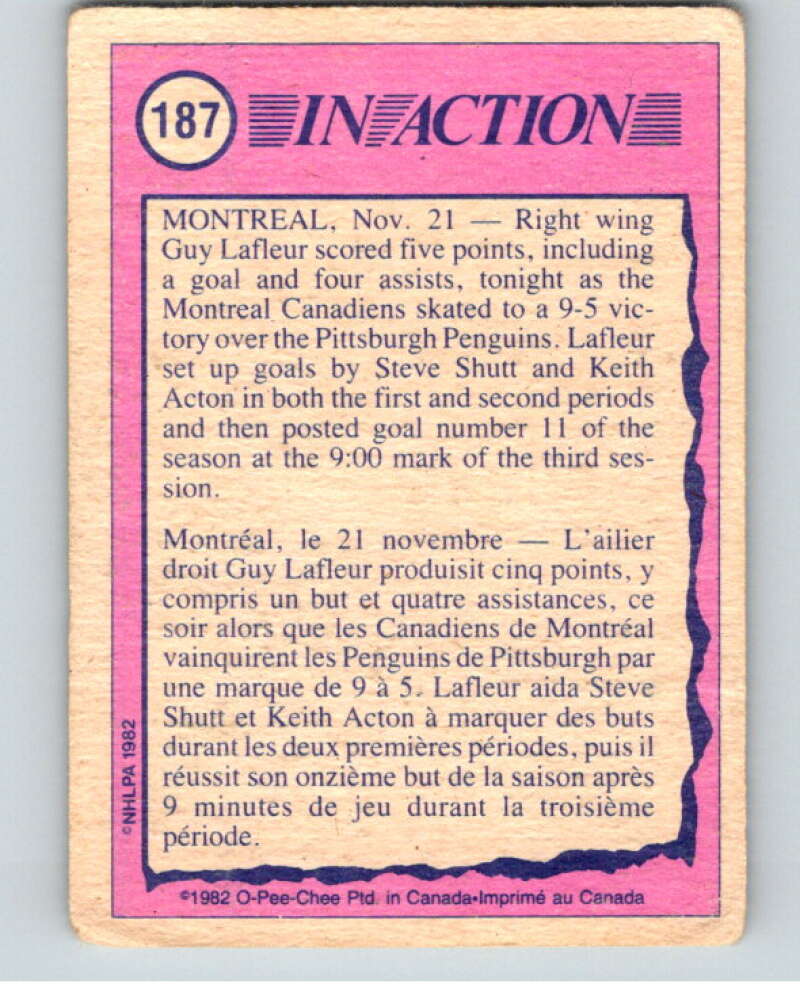 187 IN ACTION
MONTREAL, Nov. 21 — Right wing
Guy Lafleur scored five points, including
a goal and four assists, tonight as the
Montreal Canadiens skated to a 9-5 vic-
tory over the Pittsburgh Penguins. Lafleur
set up goals by Steve Shutt and Keith
Acton in both the first and second periods
and then posted goal number 11 of the
season at the 9:00 mark of the third ses-
sion.
Montréal, le 21 novembre — L'ailier
droit Guy Lafleur produisit cinq points, y
compris un but et quatre assistances, ce
soir alors que les Canadiens de Montréal
vainquirent les Penguins de Pittsburgh par
une marque de 9 à 5. Lafleur aida Steve
Shutt et Keith Acton à marquer des buts
durant les deux premières périodes, puis il
réussit son onzième but de la saison après
9 minutes de jeu durant la troisième
période.
©NHLPA 1982
©1982 O-Pee-Chee Ptd. in Canada•Imprimé au Canada